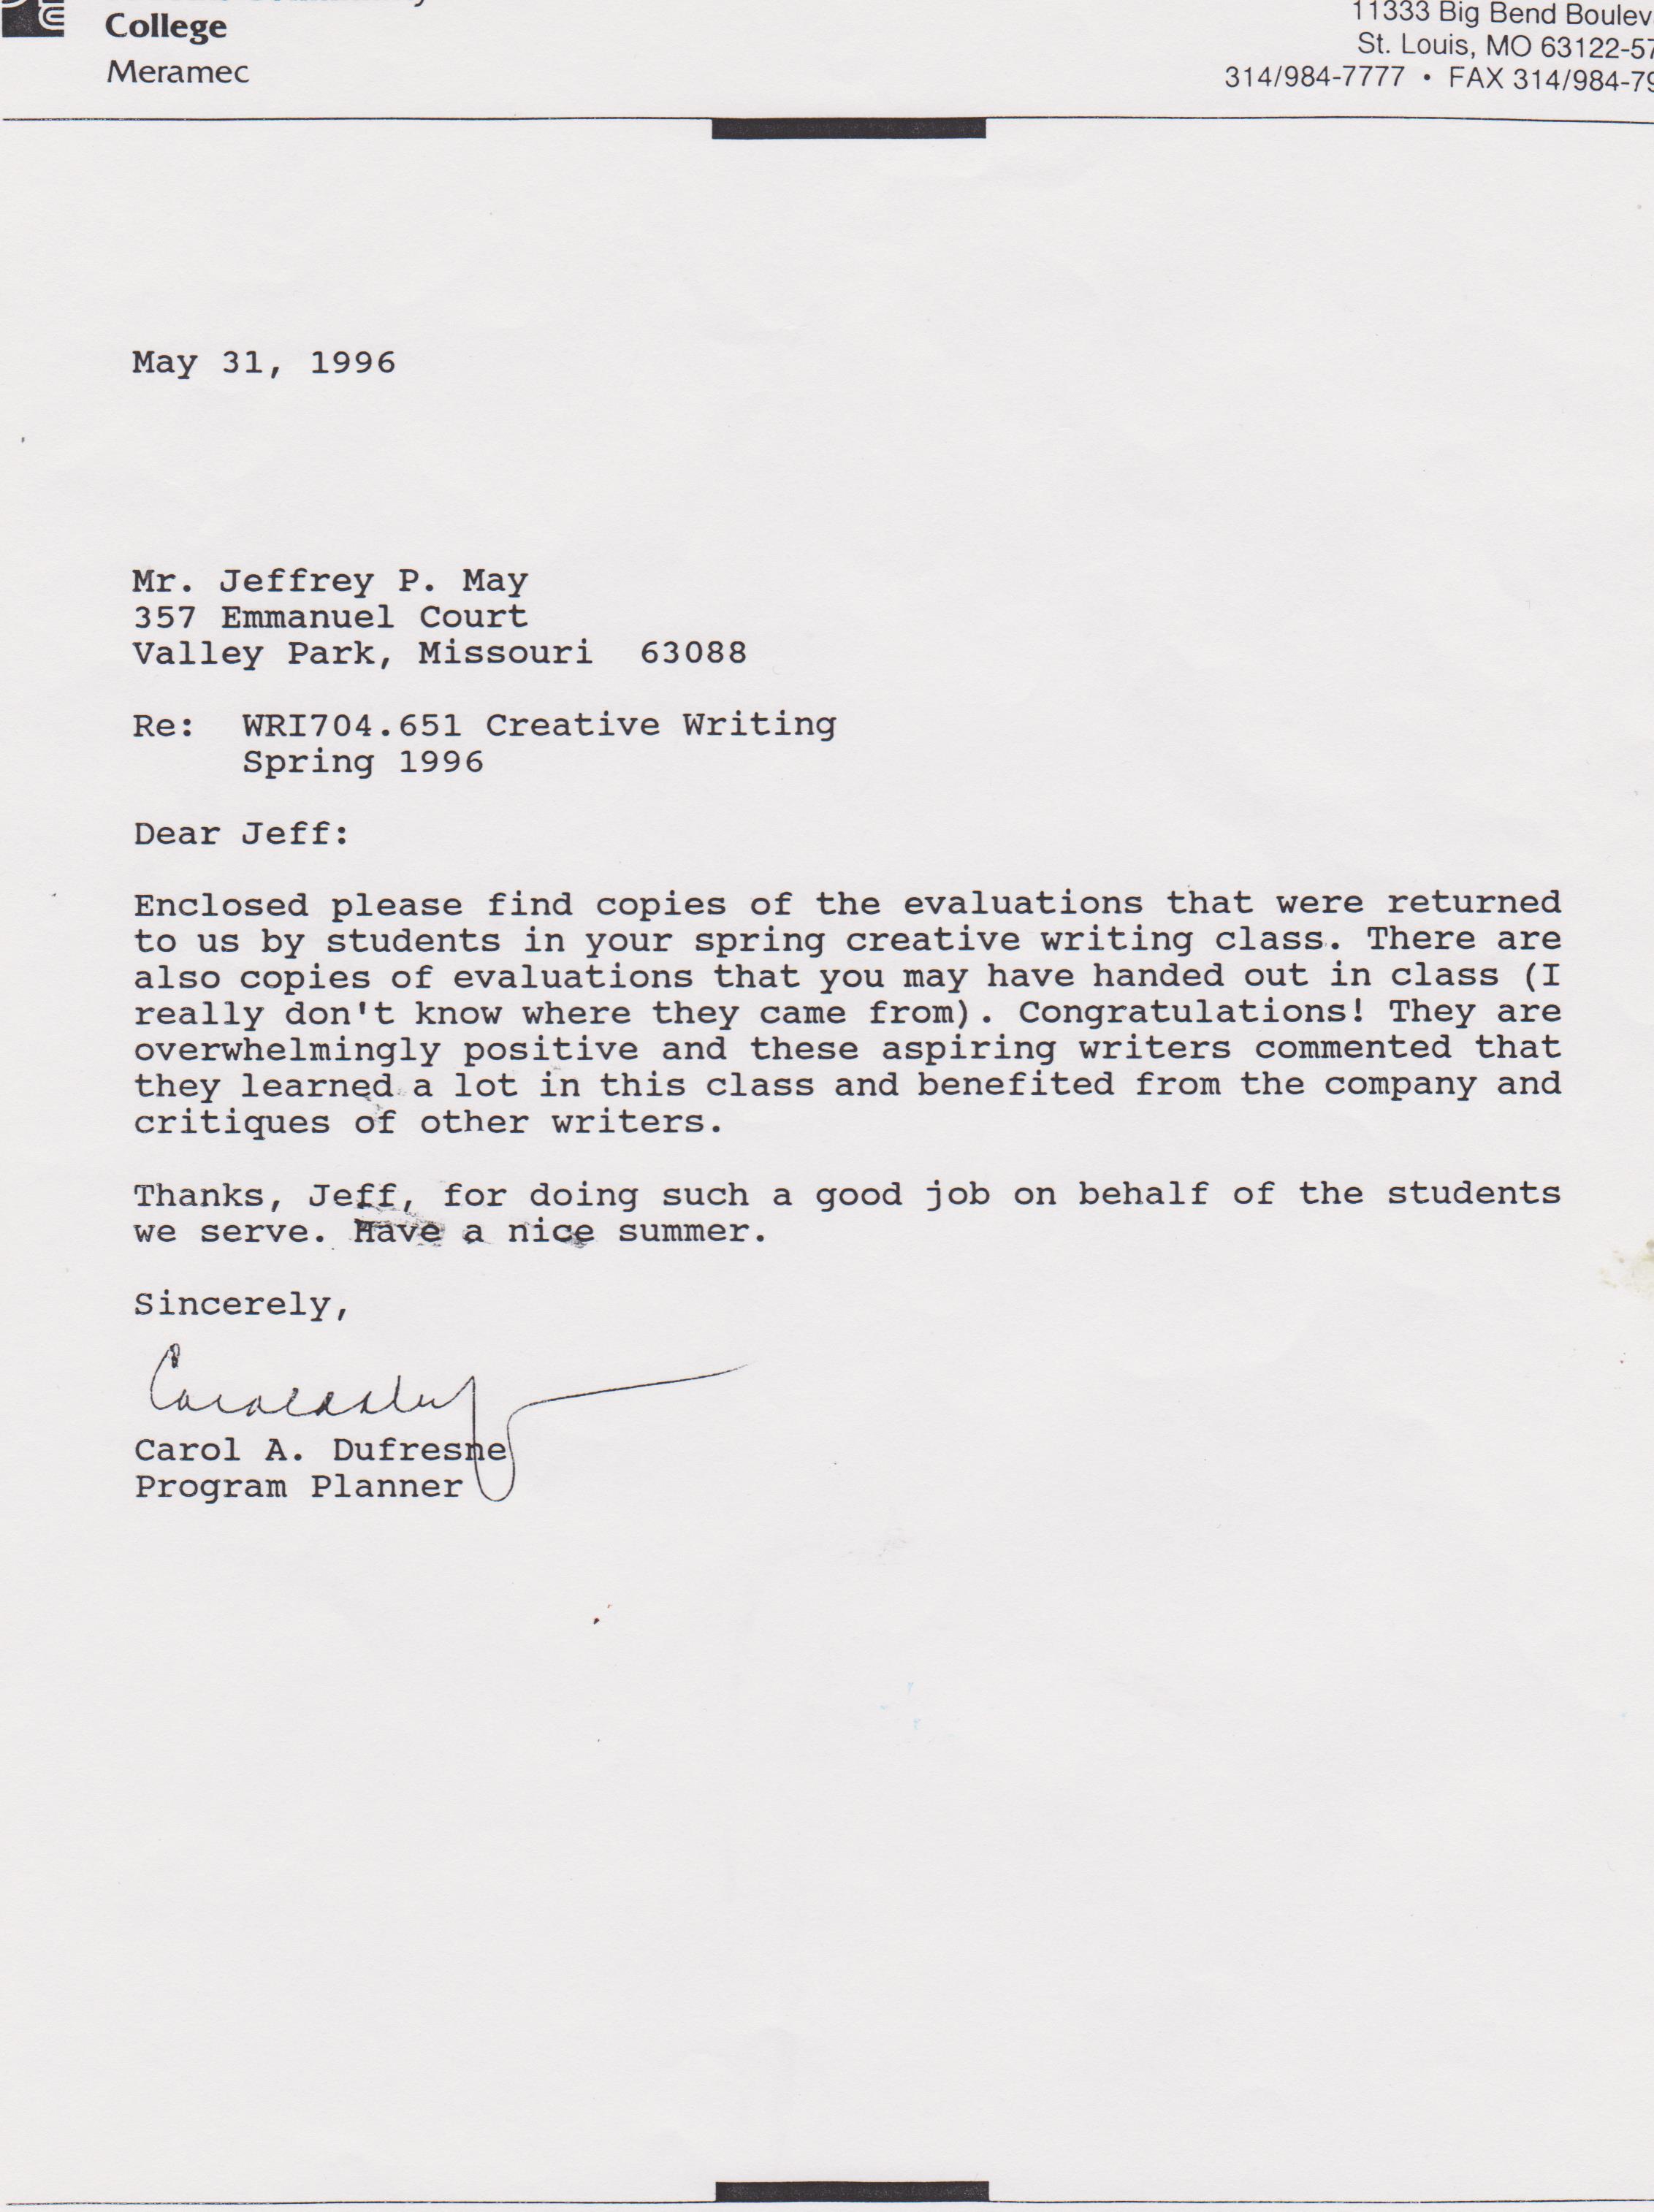 College
Meramec
11333 Big Bend
St. Louis, MO
314/984-7777 • FAX
May 31, 1996
Mr. Jeffrey P. May
357 Emmanuel Court
Valley Park, Missouri 63088
Re: WRI704.651 Creative Writing
Spring 1996
Dear Jeff:
Enclosed please find copies of the evaluations that were returned
to us by students in your spring creative writing class. There are
also copies of evaluations that you may have handed out in class (I
really don't know where they came from). Congratulations! They are
overwhelmingly positive and these aspiring writers commented that
they learned a lot in this class and benefited from the company and
critiques of other writers.
Thanks, Jeff, for doing such a good job on behalf of the students
we serve. Have a nice summer.
Sincerely,
Carol A. Dufresne
Program Planner